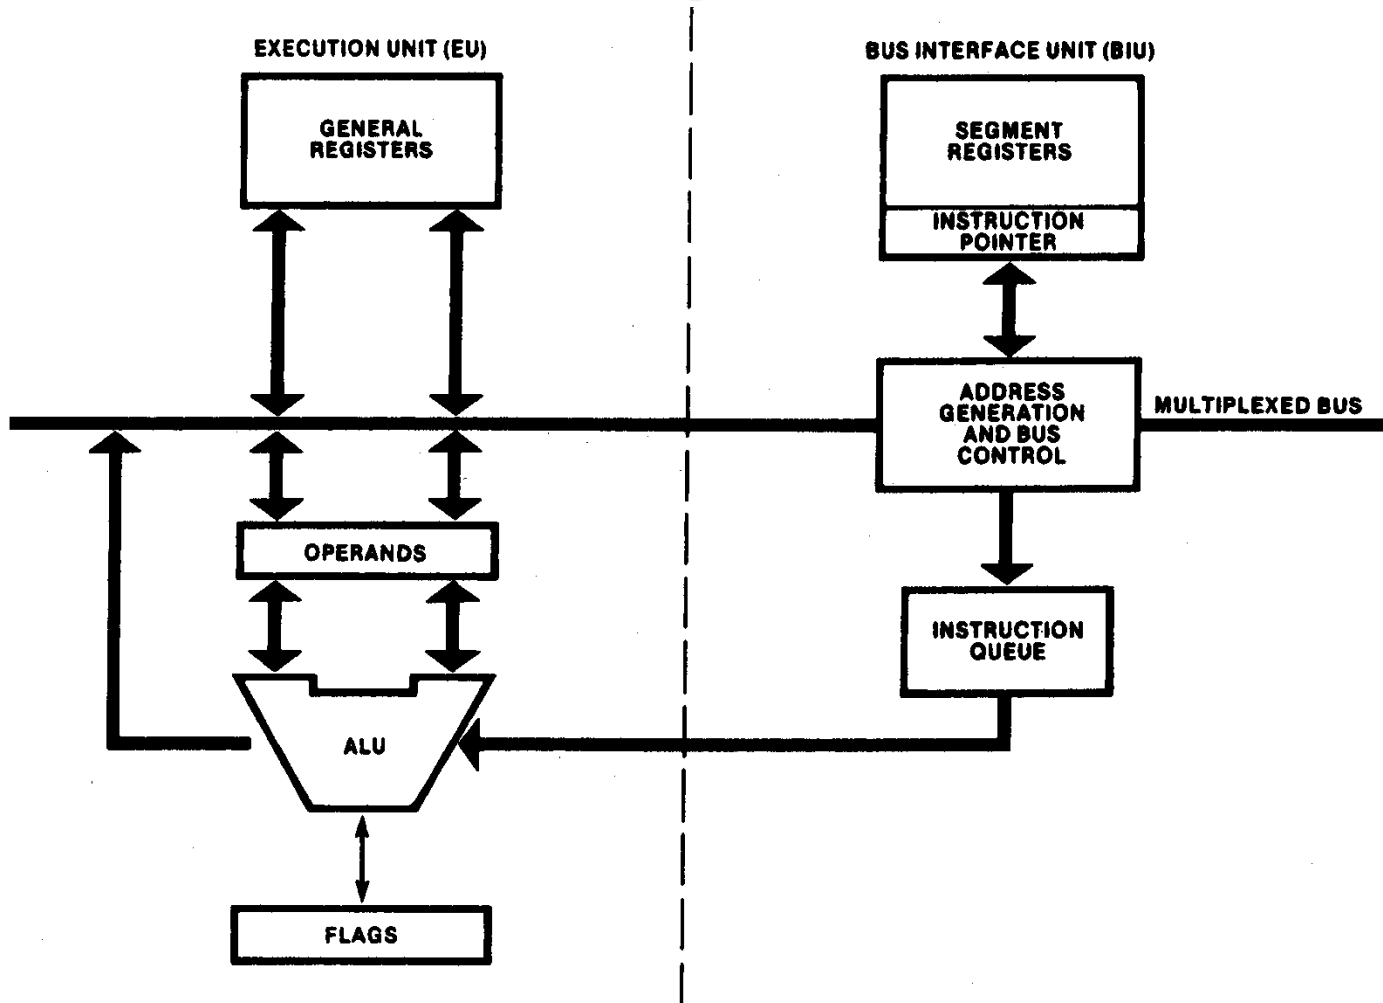 EXECUTION UNIT (EU)
GENERAL
REGISTERS
OPERANDS
ALU
FLAGS
BUS INTERFACE UNIT (BIU)
SEGMENT
REGISTERS
INSTRUCTION
POINTER
ADDRESS
GENERATION
AND BUS
CONTROL
MULTIPLEXED BUS
INSTRUCTION
QUEUE